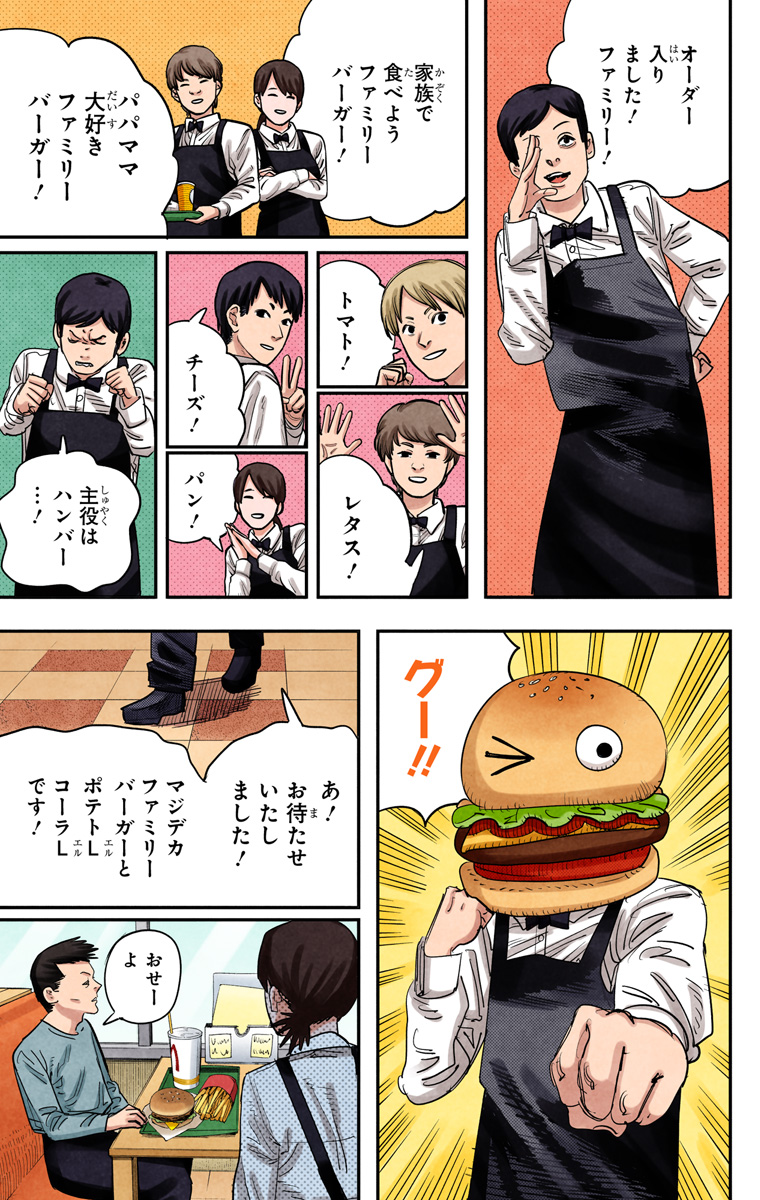 オーダー
入り
ました!
ファミリー!
家族で
食べよう
ファミリー
バーガー!
パパママ
大好き
ファミリー
バーガー!
トマト!
レタス!
チーズ!
パン!
主役は
ハンバー
…!
グー!!
あ!
お待たせ
いたし
ました!
マジデカ
ファミリー
バーガーと
ポテトL
コーラL
です!
おせー
よ